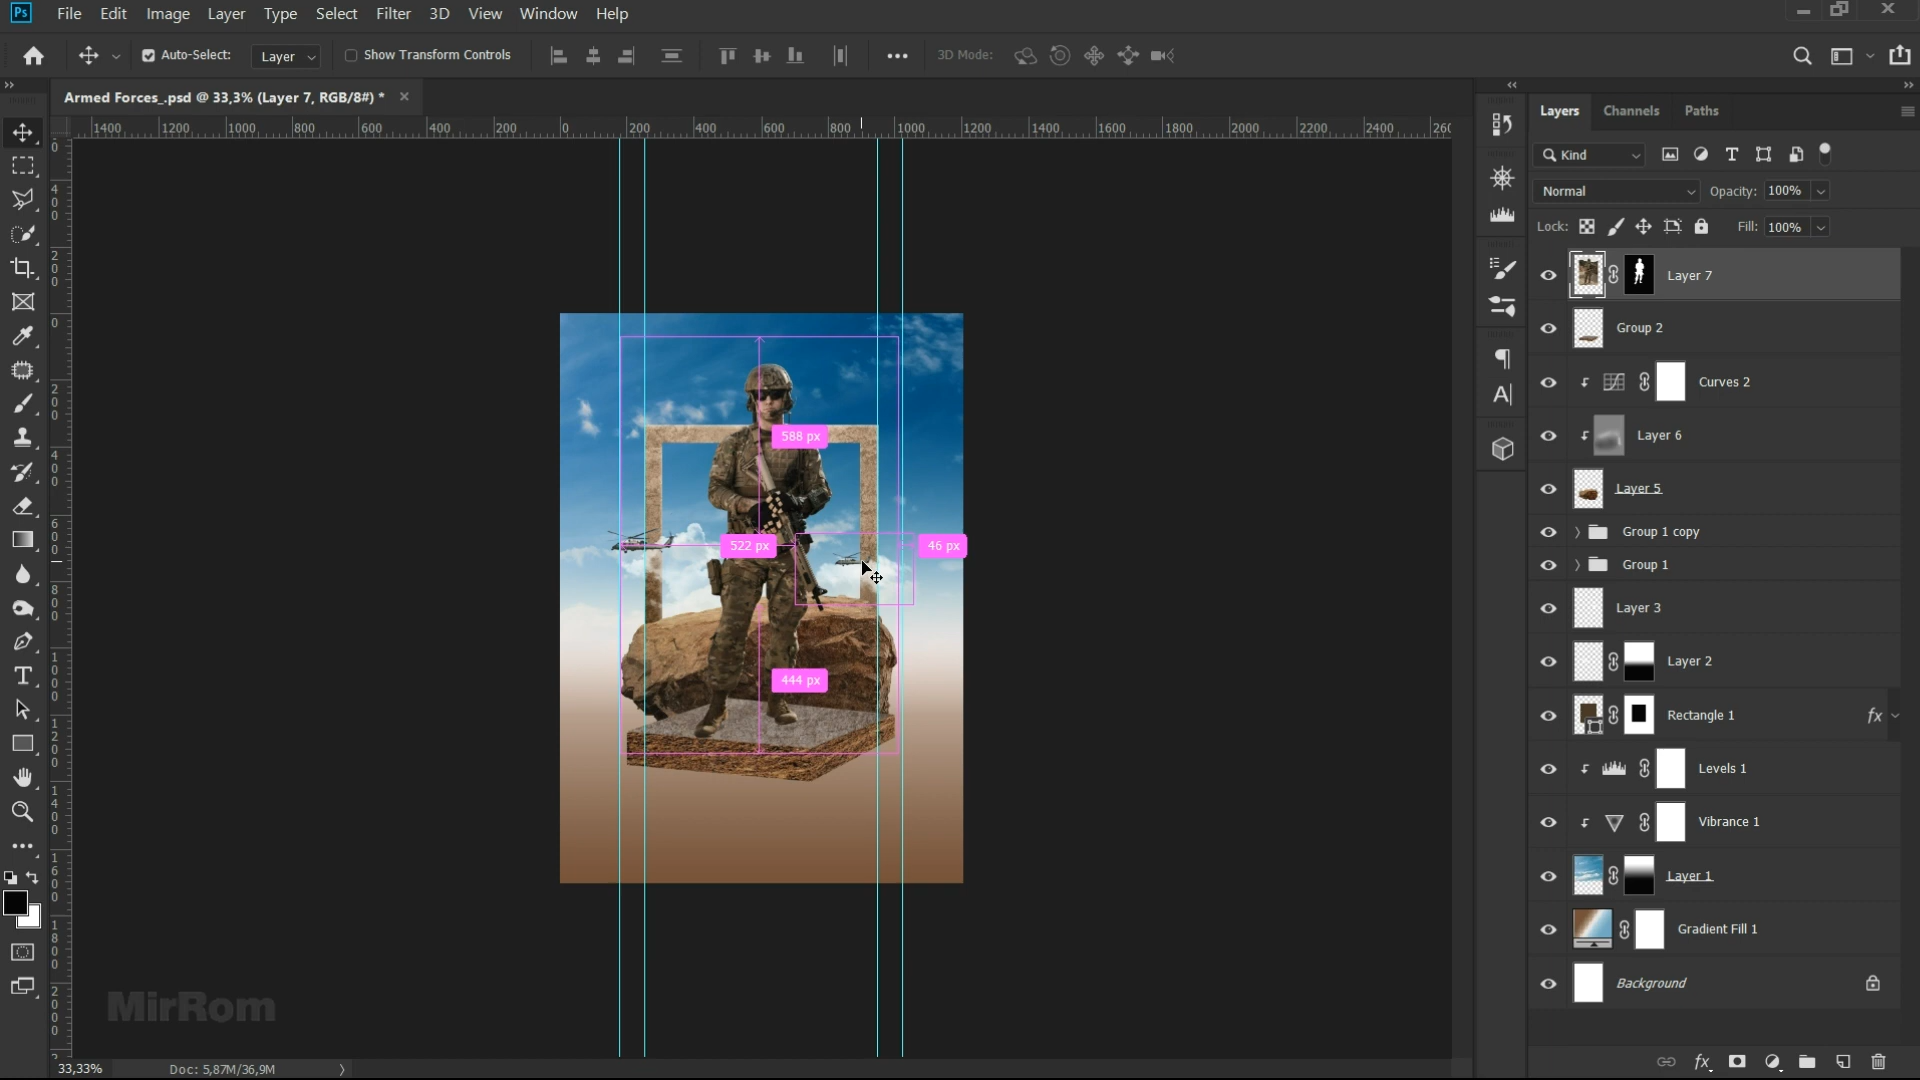 Ps File Edit Image Layer Type Select Filter 3D View Window Help
Auto-Select: Layer Show Transform Controls 3D Mode:
Armed Forces_.psd @ 33,3% (Layer 7, RGB/8#) *
1400 1200 1000 800 600 400 200 0 200 400 600 800 1000 1200 1400 1600 1800 2000 2200 2400
588 px
522 px
46 px
444 px
MirRom
33,33% Doc: 5,87M/36,9M
Layers Channels Paths
Kind
Normal Opacity: 100%
Lock: Fill: 100%
Layer 7
Group 2
Curves 2
Layer 6
Layer 5
Group 1 copy
Group 1
Layer 3
Layer 2
Rectangle 1 fx
Levels 1
Vibrance 1
Layer 1
Gradient Fill 1
Background
fx